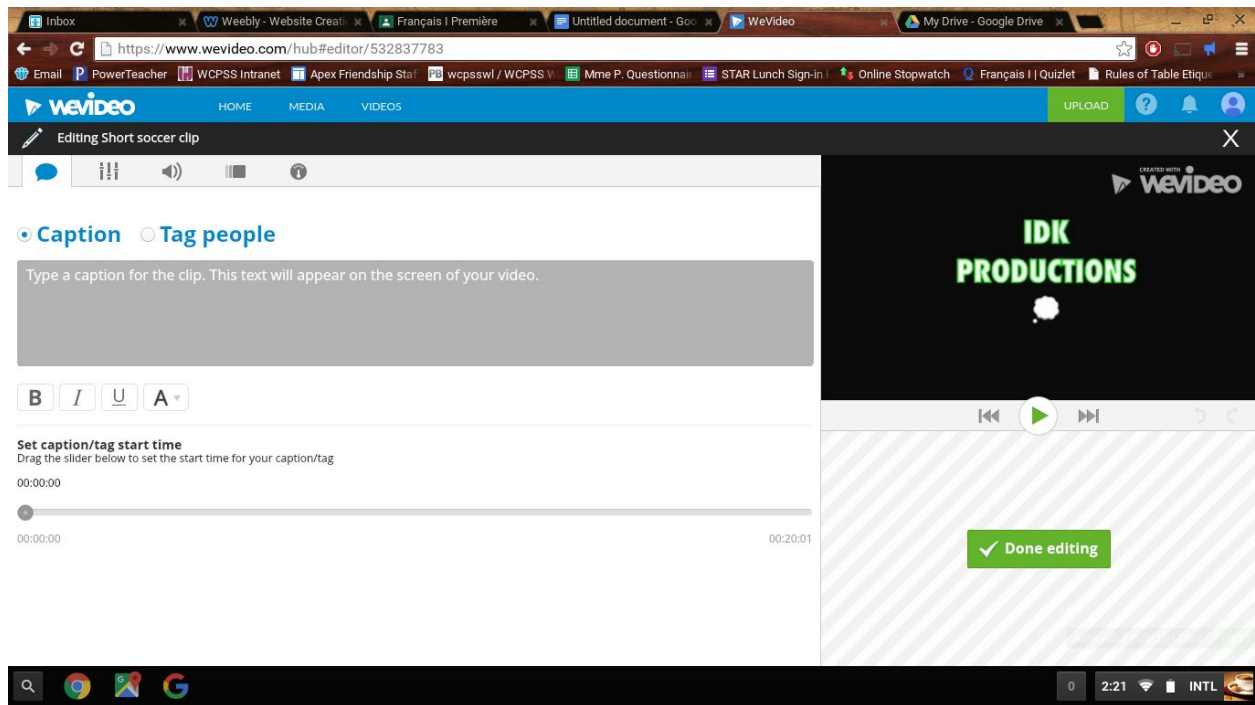 Inbox
Weebly - Website Creati
Français I Première
Untitled document - Goo
WeVideo
My Drive - Google Drive
https://www.wevideo.com/hub#editor/532837783
Email
PowerTeacher
WCPSS Intranet
Apex Friendship Staf
PB wcpsswl / WCPSS W
Mme P. Questionnai
STAR Lunch Sign-in
Online Stopwatch
Q Français I | Quizlet
Rules of Table Etique
»
WEVIDEO
HOME
MEDIA
VIDEOS
UPLOAD
?
Editing Short soccer clip
X
CREATED WITH
WEVIDEO
Caption
Tag people
IDK
PRODUCTIONS
Type a caption for the clip. This text will appear on the screen of your video.
B
I
U
A
Set caption/tag start time
Drag the slider below to set the start time for your caption/tag
00:00:00
00:00:00
00:20:01
Done editing
0
2:21
INTL